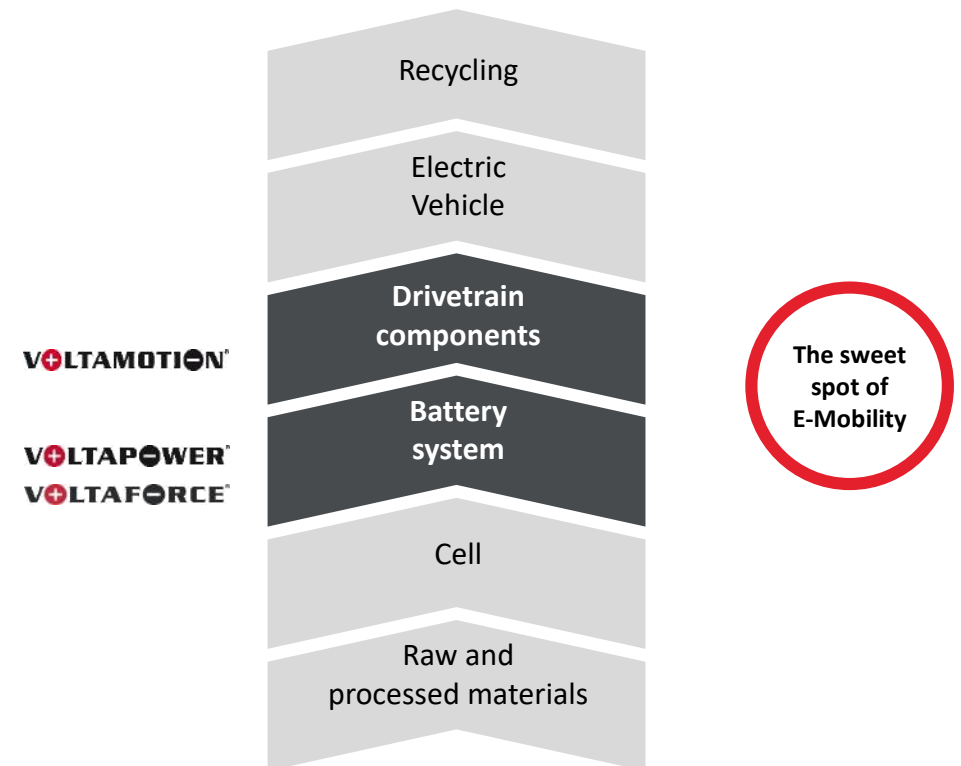 Recycling
Electric
Vehicle
Drivetrain
components
VOLTAMOTION®
The sweet
spot of
E-Mobility
Battery
system
VOLTAPOWER®
VOLTAFORCE®
Cell
Raw and
processed materials